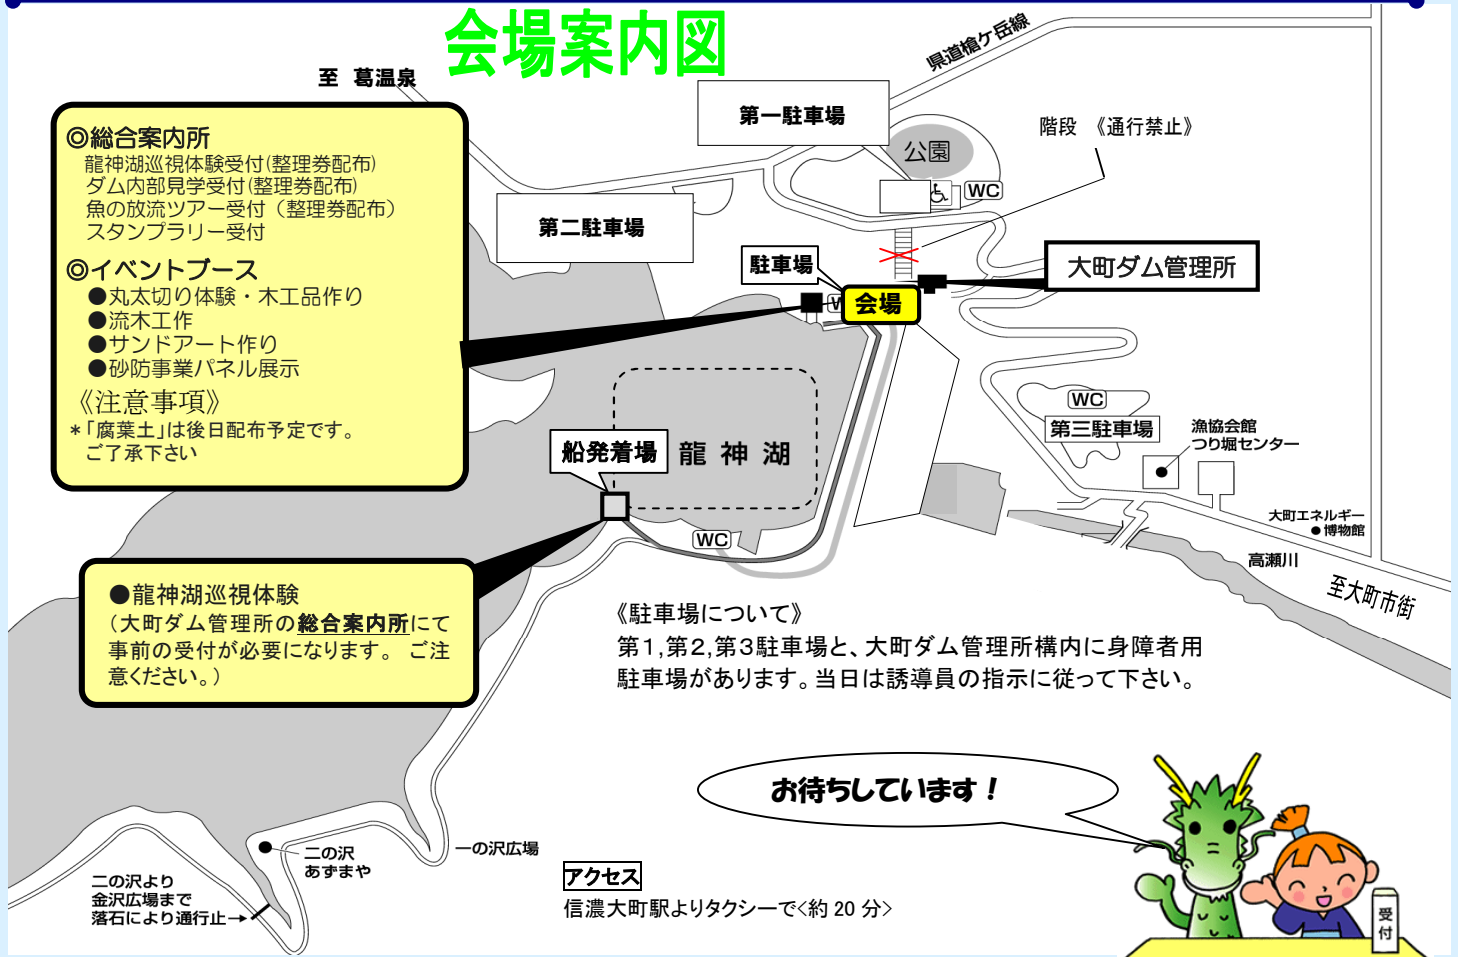 会場案内図
県道槍ケ岳線
至 葛温泉
第一駐車場
公園
WC
階段 《通行禁止》
第二駐車場
駐車場
大町ダム管理所
会場
◎総合案内所
龍神湖巡視体験受付(整理券配布)
ダム内部見学受付(整理券配布)
魚の放流ツアー受付(整理券配布)
スタンプラリー受付
◎イベントブース
●丸太切り体験・木工品作り
●流木工作
●サンドアート作り
●砂防事業パネル展示
《注意事項》
*「腐葉土」は後日配布予定です。
ご了承下さい
船発着場
龍神湖
WC
WC
第三駐車場
漁協会館
つり堀センター
大町エネルギー
●博物館
高瀬川
至大町市街
●龍神湖巡視体験
(大町ダム管理所の総合案内所にて
事前の受付が必要になります。 ご注
意ください。)
《駐車場について》
第1,第2,第3駐車場と、大町ダム管理所構内に身障者用
駐車場があります。当日は誘導員の指示に従って下さい。
お待ちしています!
一の沢広場
二の沢
あずまや
二の沢より
金沢広場まで
落石により通行止→
アクセス
信濃大町駅よりタクシーで<約20分>
受付